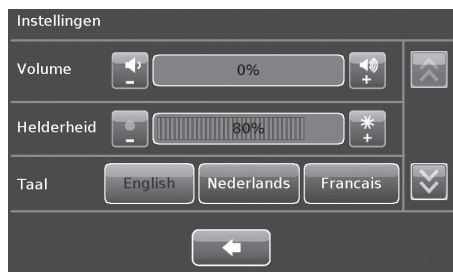 Instellingen
Volume - 0% +
Helderheid - 80% +
Taal English Nederlands Francais